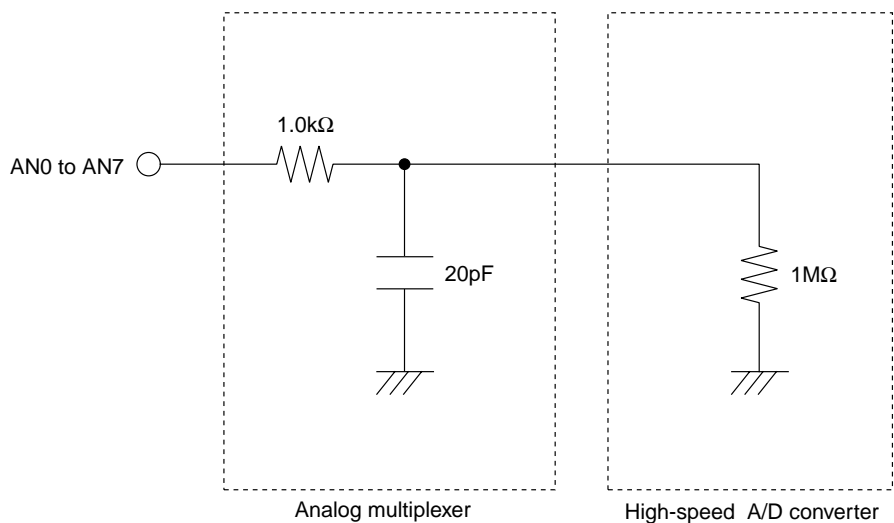 1.0kΩ
AN0 to AN7
20pF
1MΩ
Analog multiplexer
High-speed A/D converter